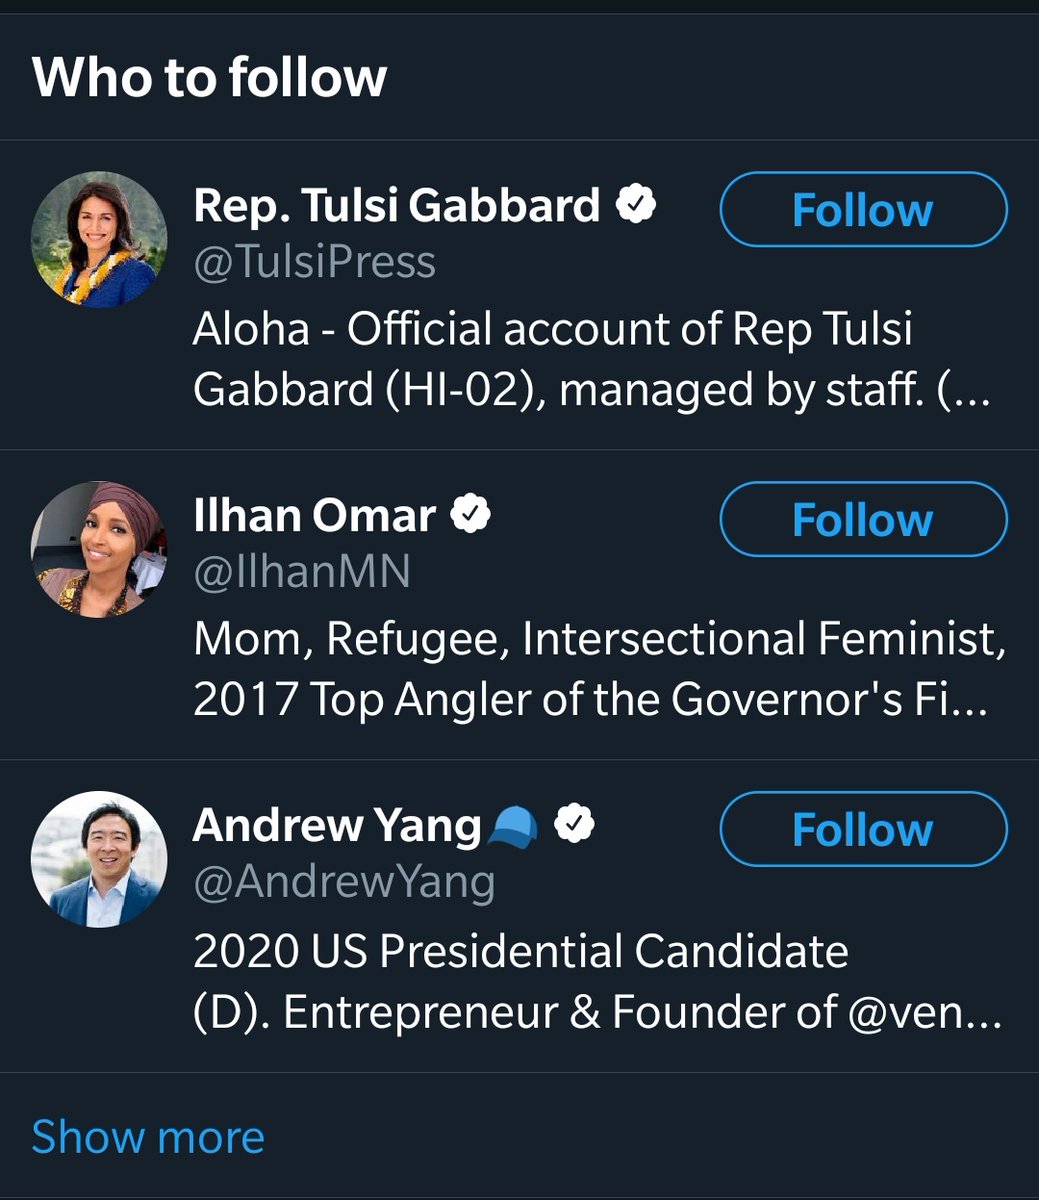 Who to follow
Rep. Tulsi Gabbard
Follow
@TulsiPress
Aloha - Official account of Rep Tulsi
Gabbard (HI-02), managed by staff. (...
Ilhan Omar
Follow
@IlhanMN
Mom, Refugee, Intersectional Feminist,
2017 Top Angler of the Governor's Fi...
Andrew Yang🧢
Follow
@AndrewYang
2020 US Presidential Candidate
(D). Entrepreneur & Founder of @ven...
Show more